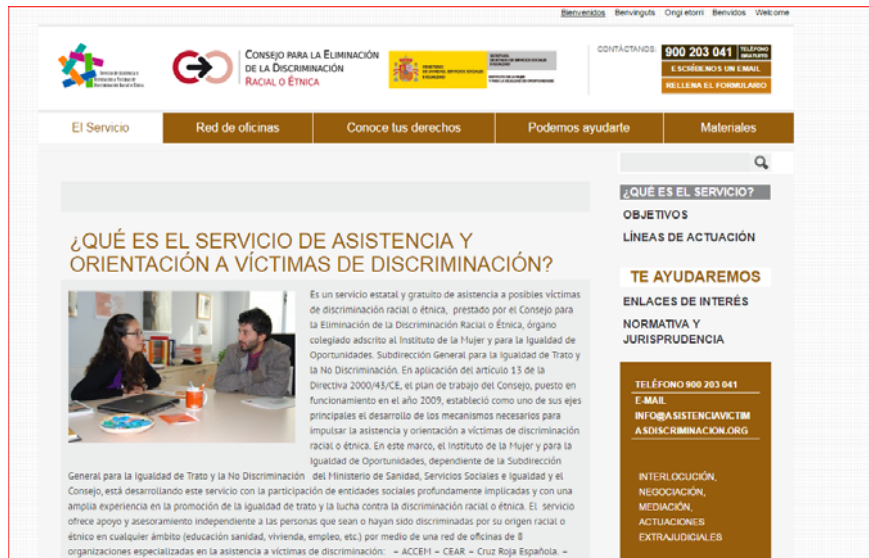 Bienvenidos Benvinguts Ongi etorri Benvidos Welcome
CONSEJO PARA LA ELIMINACIÓN
DE LA DISCRIMINACIÓN
RACIAL O ÉTNICA
CONTÁCTANOS: 900 203 041 TELÉFONO GRATUITO
ESCRÍBENOS UN EMAIL
RELLENA EL FORMULARIO
El Servicio Red de oficinas Conoce tus derechos Podemos ayudarte Materiales
¿QUÉ ES EL SERVICIO?
OBJETIVOS
LÍNEAS DE ACTUACIÓN
TE AYUDAREMOS
ENLACES DE INTERÉS
NORMATIVA Y
JURISPRUDENCIA
TELÉFONO 900 203 041
E-MAIL
INFO@ASISTENCIAVICTIM
ASDISCRIMINACION.ORG
INTERLOCUCIÓN,
NEGOCIACIÓN,
MEDIACIÓN,
ACTUACIONES
EXTRAJUDICIALES
¿QUÉ ES EL SERVICIO DE ASISTENCIA Y
ORIENTACIÓN A VÍCTIMAS DE DISCRIMINACIÓN?
Es un servicio estatal y gratuito de asistencia a posibles víctimas
de discriminación racial o étnica, prestado por el Consejo para
la Eliminación de la Discriminación Racial o Étnica, órgano
colegiado adscrito al Instituto de la Mujer y para la Igualdad de
Oportunidades. Subdirección General para la Igualdad de Trato y
la No Discriminación. En aplicación del artículo 13 de la
Directiva 2000/43/CE, el plan de trabajo del Consejo, puesto en
funcionamiento en el año 2009, estableció como uno de sus ejes
principales el desarrollo de los mecanismos necesarios para
impulsar la asistencia y orientación a víctimas de discriminación
racial o étnica. En este marco, el Instituto de la Mujer y para la
Igualdad de Oportunidades, dependiente de la Subdirección
General para la Igualdad de Trato y la No Discriminación del Ministerio de Sanidad, Servicios Sociales e Igualdad y el
Consejo, está desarrollando este servicio con la participación de entidades sociales profundamente implicadas y con una
amplia experiencia en la promoción de la igualdad de trato y la lucha contra la discriminación racial o étnica. El servicio
ofrece apoyo y asesoramiento independiente a las personas que sean o hayan sido discriminadas por su origen racial o
étnico en cualquier ámbito (educación sanidad, vivienda, empleo, etc.) por medio de una red de oficinas de 8
organizaciones especializadas en la asistencia a víctimas de discriminación: – ACCEM – CEAR – Cruz Roja Española. –